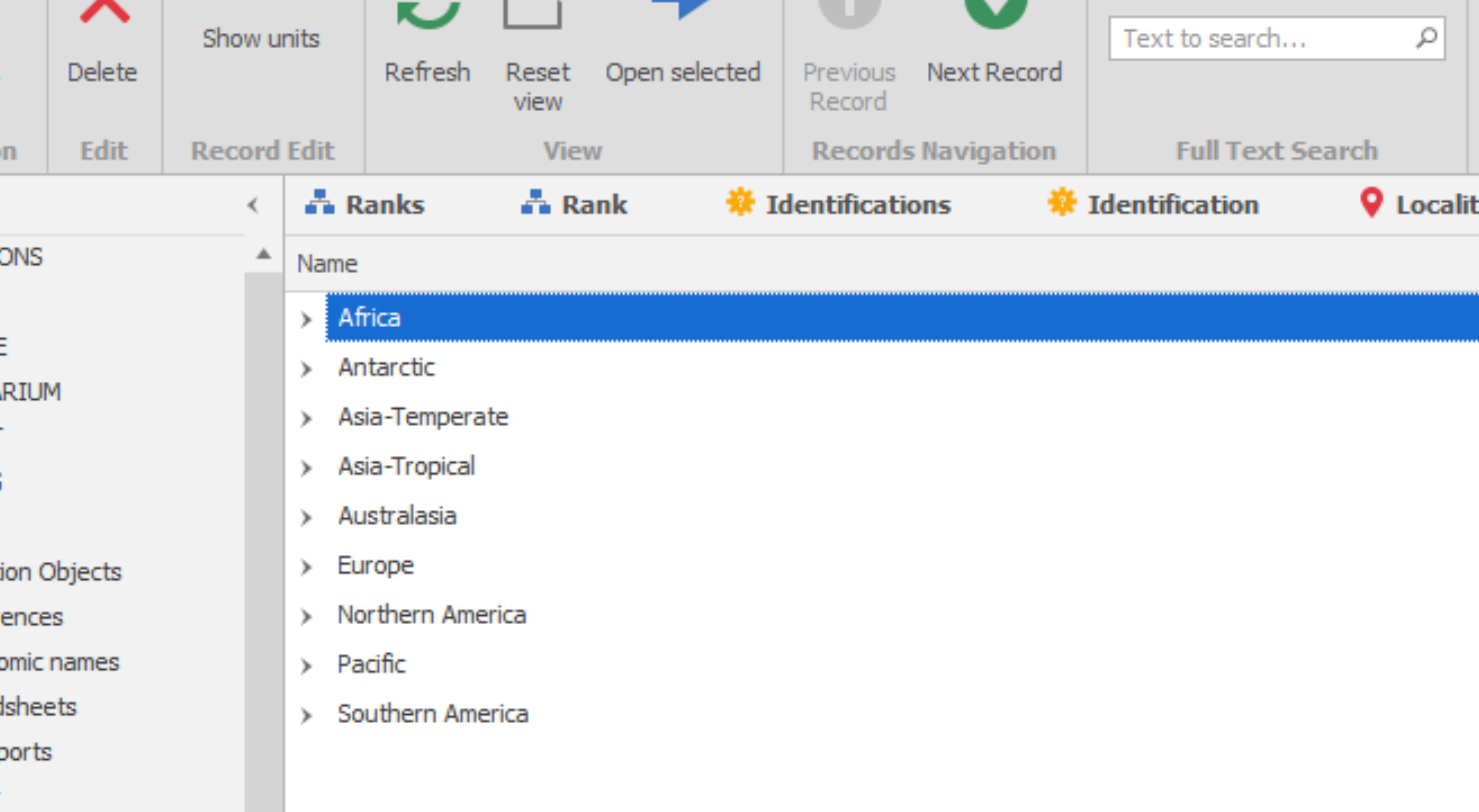 Show units
Delete
Refresh
Reset view
Open selected
Previous Record
Next Record
Text to search...
Edit
Record Edit
View
Records Navigation
Full Text Search
Ranks
Rank
Identifications
Identification
Name
Africa
Antarctic
Asia-Temperate
Asia-Tropical
Australasia
Europe
Northern America
Pacific
Southern America
ONS
ARIUM
ion Objects
ences
omic names
dsheets
ports